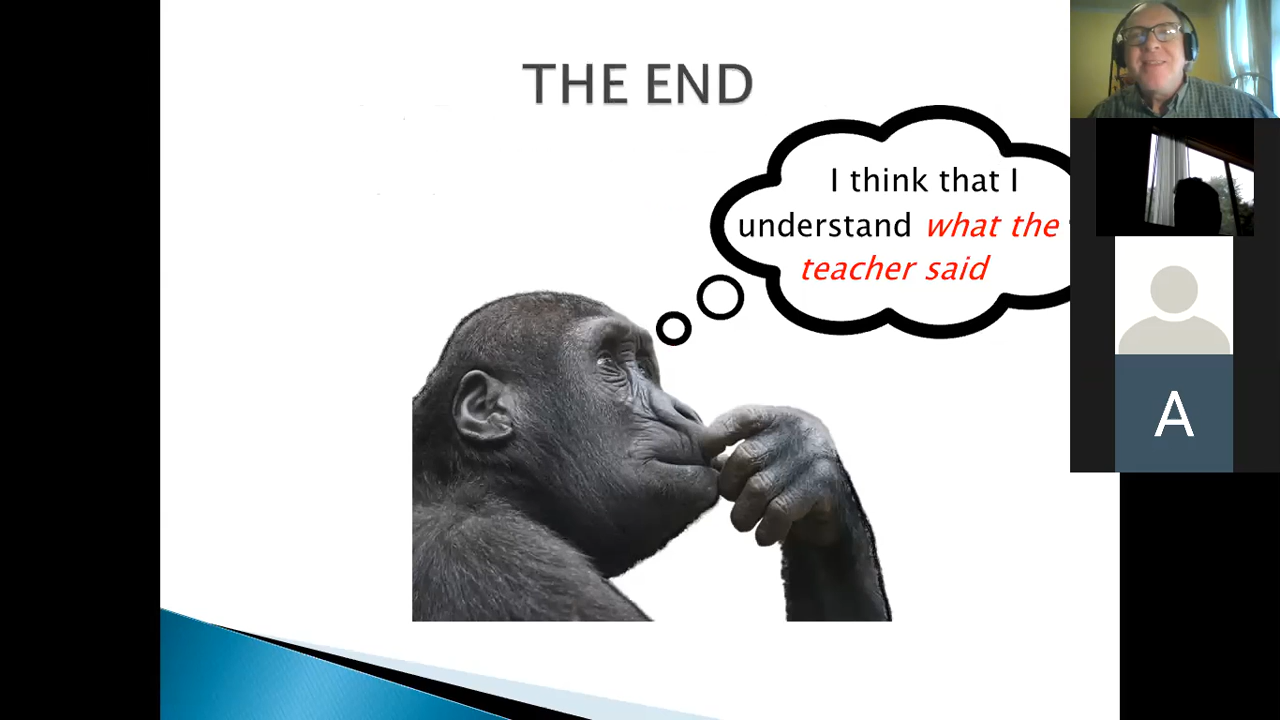 THE END
I think that I
understand what the
teacher said
A